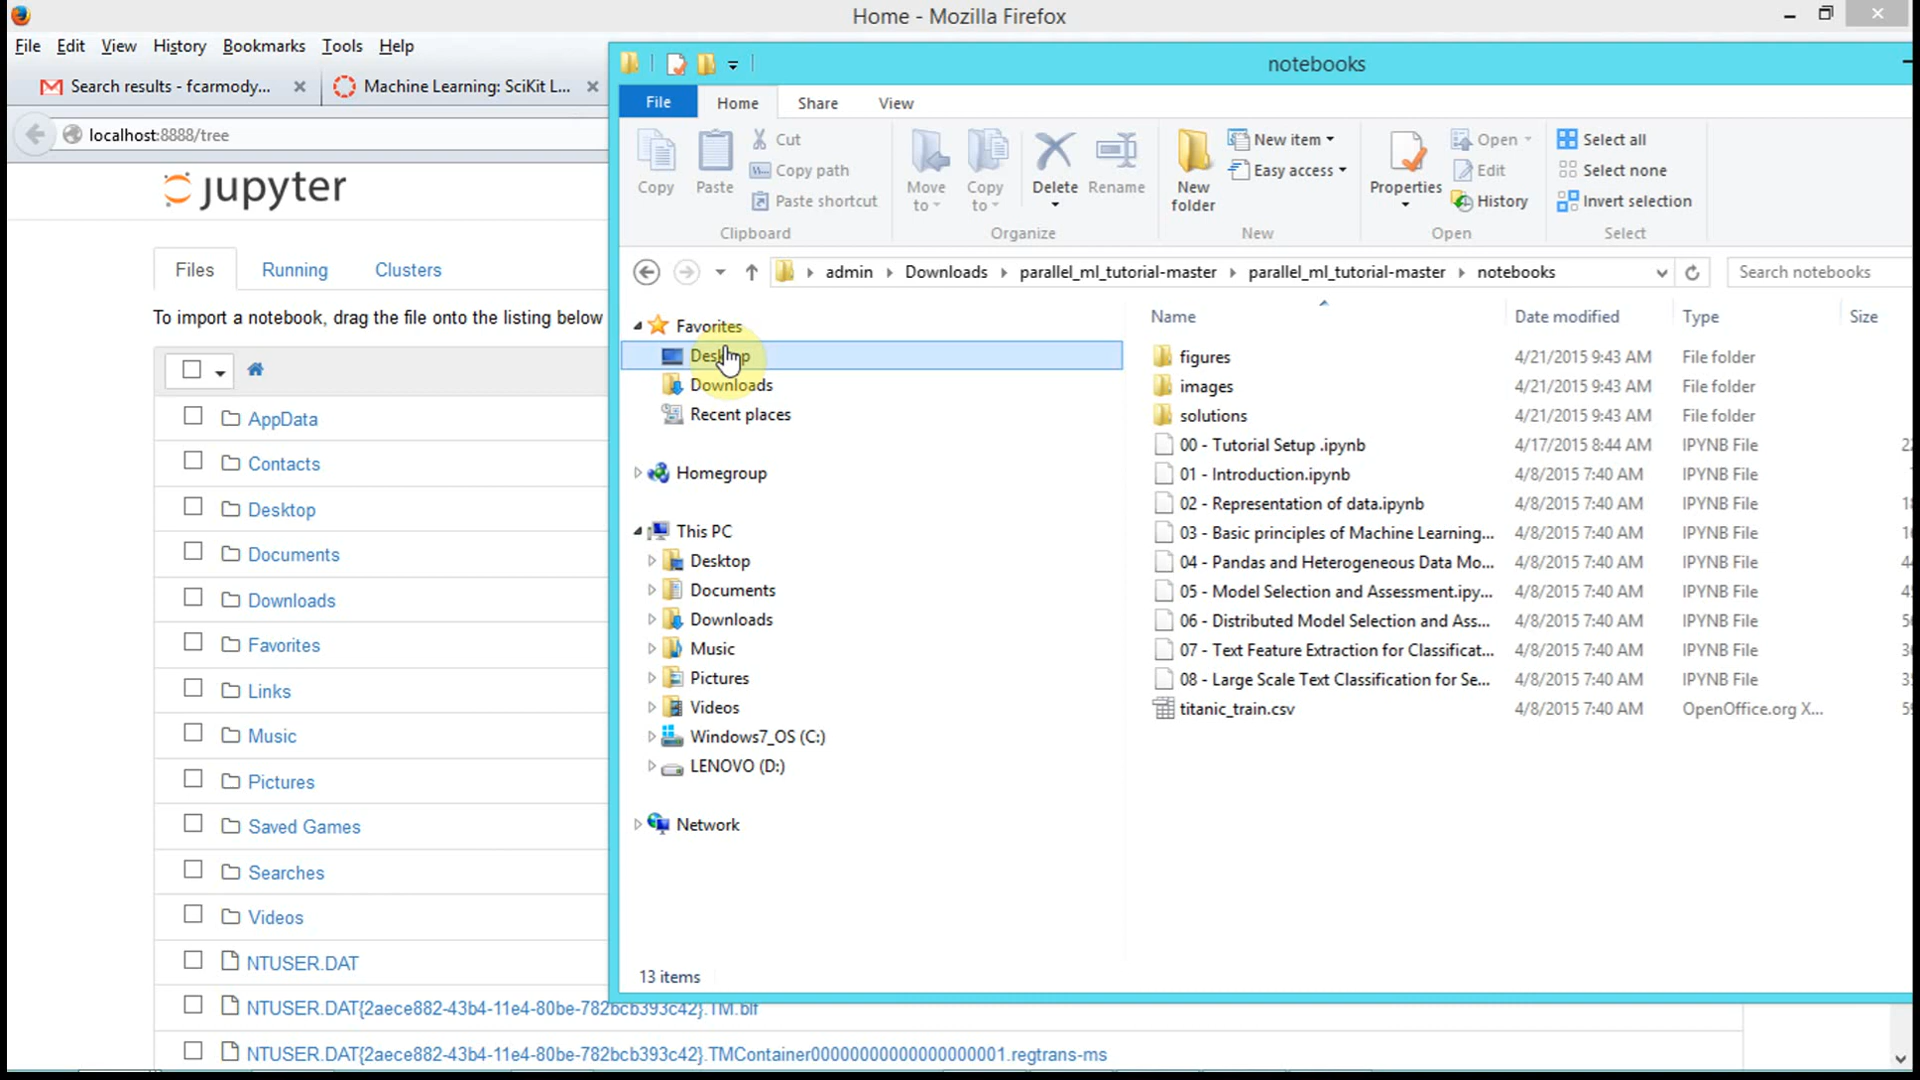 Home - Mozilla Firefox
File Edit View History Bookmarks Tools Help
Search results - fcarmody...
Machine Learning: SciKit L...
localhost:8888/tree
jupyter
Files Running Clusters
To import a notebook, drag the file onto the listing below
AppData
Contacts
Desktop
Documents
Downloads
Favorites
Links
Music
Pictures
Saved Games
Searches
Videos
NTUSER.DAT
NTUSER.DAT{2aece882-43b4-11e4-80be-782bcb393c42}.TM.blf
NTUSER.DAT{2aece882-43b4-11e4-80be-782bcb393c42}.TMContainer00000000000000000001.regtrans-ms
notebooks
File Home Share View
Copy
Paste
Cut
Copy path
Paste shortcut
Clipboard
Move to
Copy to
Delete
Rename
Organize
New folder
New item
Easy access
New
Properties
Open
Edit
History
Open
Select all
Select none
Invert selection
Select
admin Downloads parallel_ml_tutorial-master parallel_ml_tutorial-master notebooks
Search notebooks
Favorites
Desktop
Downloads
Recent places
Homegroup
This PC
Desktop
Documents
Downloads
Music
Pictures
Videos
Windows7_OS (C:)
LENOVO (D:)
Network
Name Date modified Type Size
figures 4/21/2015 9:43 AM File folder
images 4/21/2015 9:43 AM File folder
solutions 4/21/2015 9:43 AM File folder
00 - Tutorial Setup .ipynb 4/17/2015 8:44 AM IPYNB File
01 - Introduction.ipynb 4/8/2015 7:40 AM IPYNB File
02 - Representation of data.ipynb 4/8/2015 7:40 AM IPYNB File
03 - Basic principles of Machine Learning... 4/8/2015 7:40 AM IPYNB File
04 - Pandas and Heterogeneous Data Mo... 4/8/2015 7:40 AM IPYNB File
05 - Model Selection and Assessment.ipy... 4/8/2015 7:40 AM IPYNB File
06 - Distributed Model Selection and Ass... 4/8/2015 7:40 AM IPYNB File
07 - Text Feature Extraction for Classificat... 4/8/2015 7:40 AM IPYNB File
08 - Large Scale Text Classification for Se... 4/8/2015 7:40 AM IPYNB File
titanic_train.csv 4/8/2015 7:40 AM OpenOffice.org X...
13 items